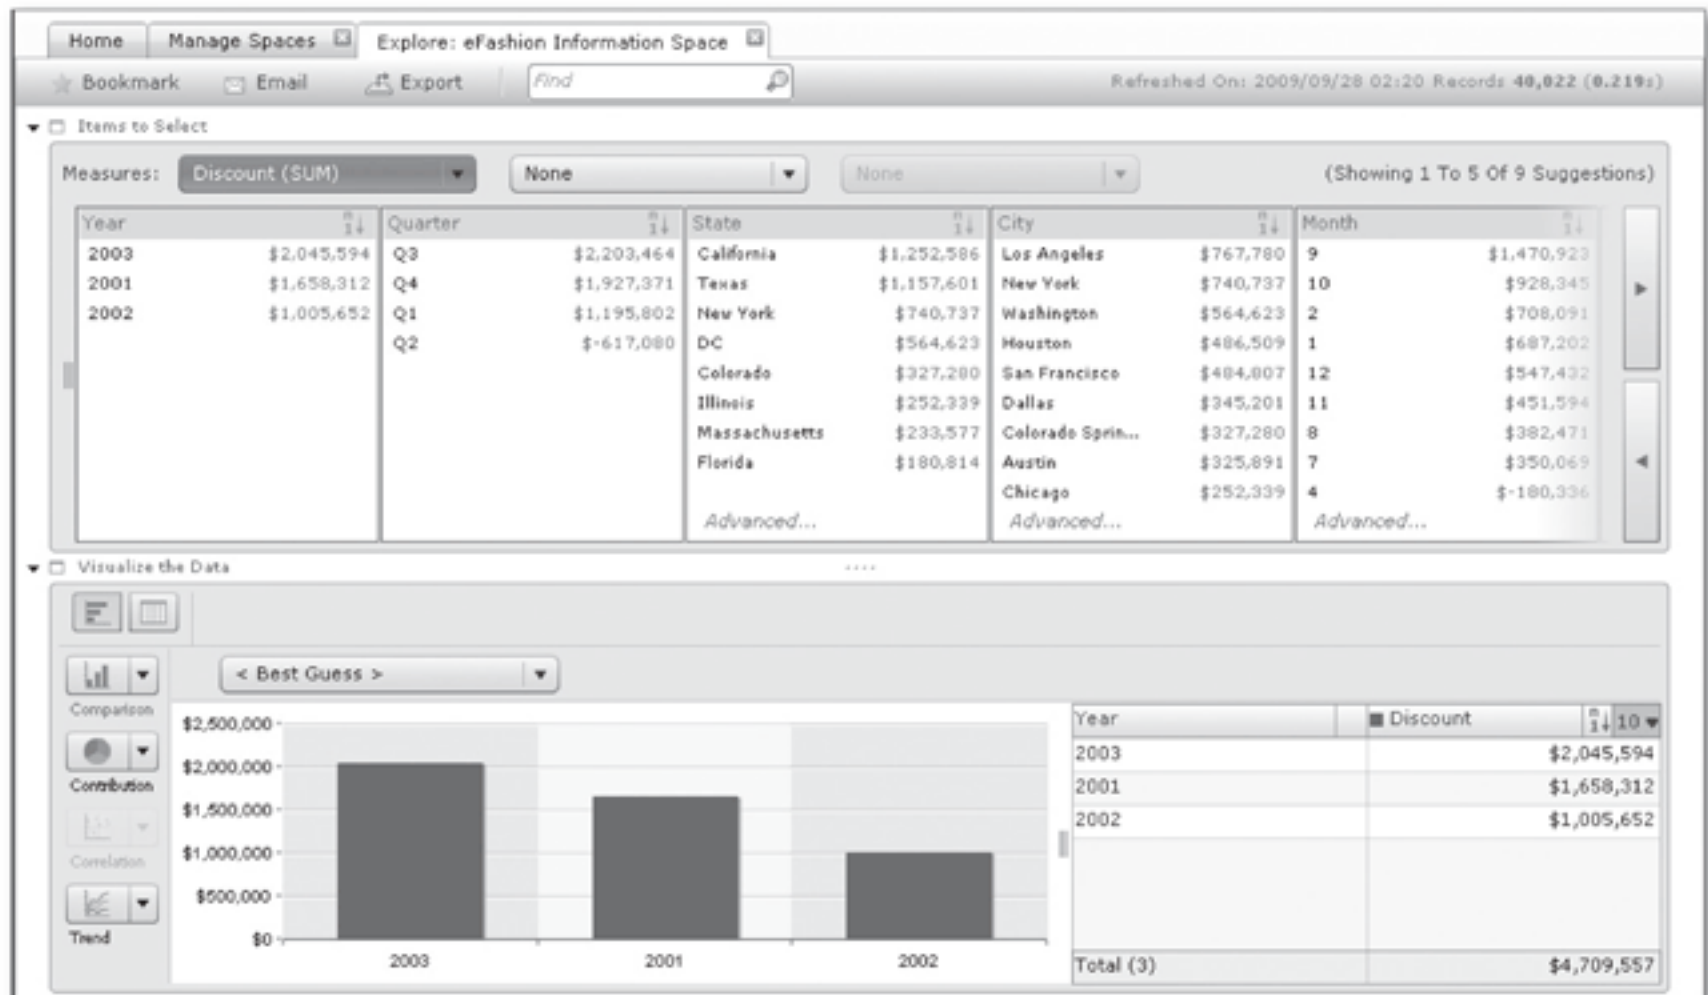 Home Manage Spaces Explore: eFashion Information Space
Bookmark Email Export Find Refreshed On: 2009/09/28 02:20 Records 40,022 (0.219s)
Items to Select
Measures: Discount (SUM) None None (Showing 1 To 5 Of 9 Suggestions)
Year Quarter State City Month
2003 $2,045,594 Q3 $2,203,464 California $1,252,586 Los Angeles $767,780 9 $1,470,923
2001 $1,658,312 Q4 $1,927,371 Texas $1,157,601 New York $740,737 10 $928,345
2002 $1,005,652 Q1 $1,195,802 New York $740,737 Washington $564,623 2 $708,091
Q2 $-617,080 DC $564,623 Houston $486,509 1 $687,202
Colorado $327,280 San Francisco $484,807 12 $547,432
Illinois $252,339 Dallas $345,201 11 $451,594
Massachusetts $233,577 Colorado Sprin... $327,280 8 $382,471
Florida $180,814 Austin $325,891 7 $350,069
Chicago $252,339 4 $-180,336
Advanced... Advanced... Advanced...
Visualize the Data
< Best Guess >
Comparison
Contribution
Correlation
Trend
$2,500,000
$2,000,000
$1,500,000
$1,000,000
$500,000
$0
2003 2001 2002
Year Discount 10
2003 $2,045,594
2001 $1,658,312
2002 $1,005,652
Total (3) $4,709,557